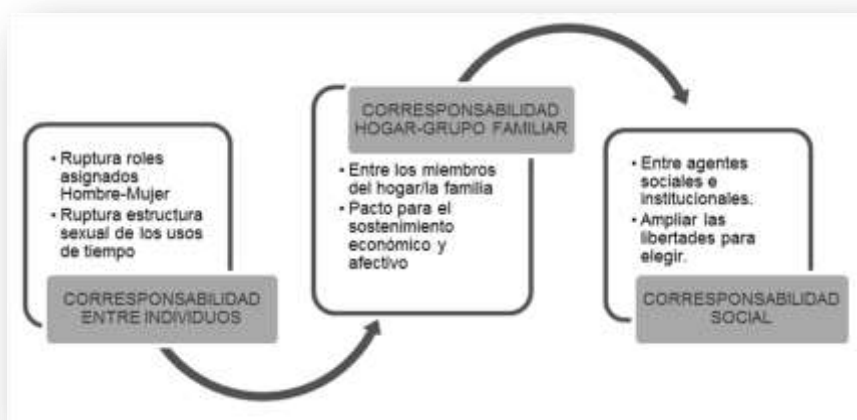 • Ruptura roles
asignados
Hombre-Mujer
• Ruptura estructura
sexual de los usos
de tiempo
CORRESPONSABILIDAD
ENTRE INDIVIDUOS
CORRESPONSABILIDAD
HOGAR-GRUPO FAMILIAR
• Entre los miembros
del hogar/la familia
• Pacto para el
sostenimiento
económico y
afectivo
• Entre agentes
sociales e
institucionales.
• Ampliar las
libertades para
elegir.
CORRESPONSABILIDAD
SOCIAL